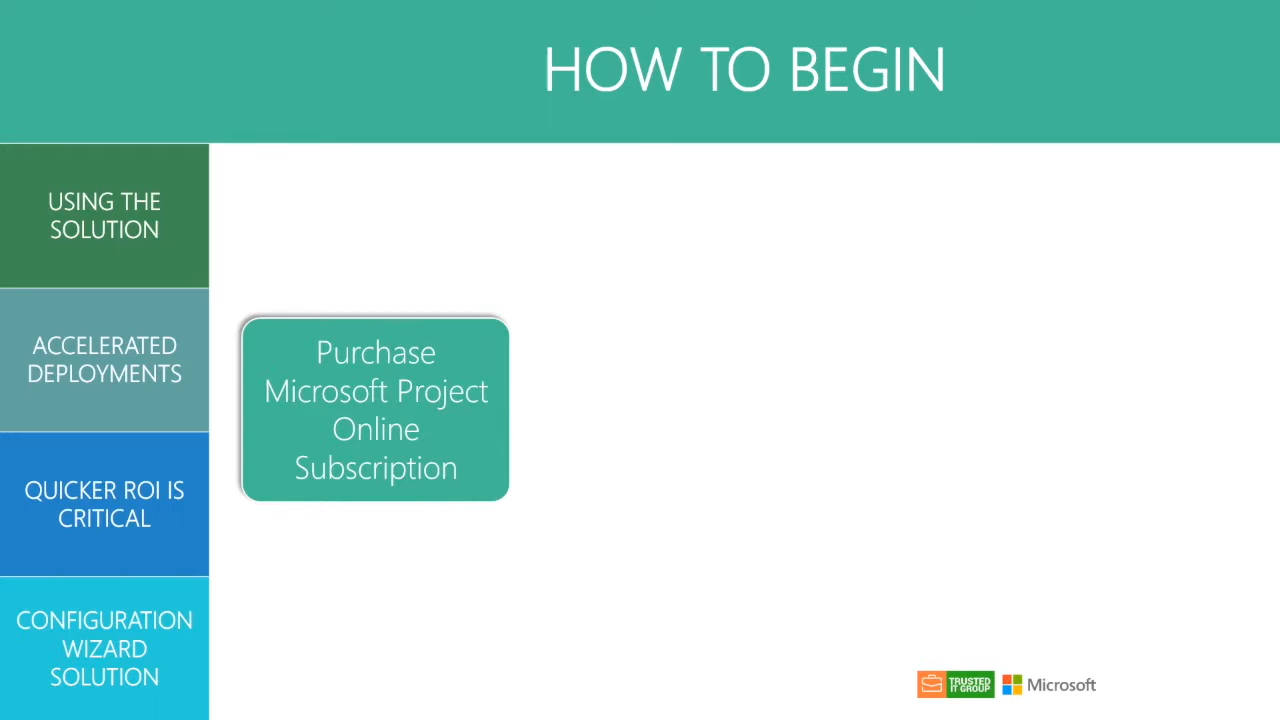 HOW TO BEGIN
USING THE
SOLUTION
ACCELERATED
DEPLOYMENTS
QUICKER ROI IS
CRITICAL
CONFIGURATION
WIZARD
SOLUTION
Purchase
Microsoft Project
Online
Subscription
TRUSTED
IT GROUP
Microsoft